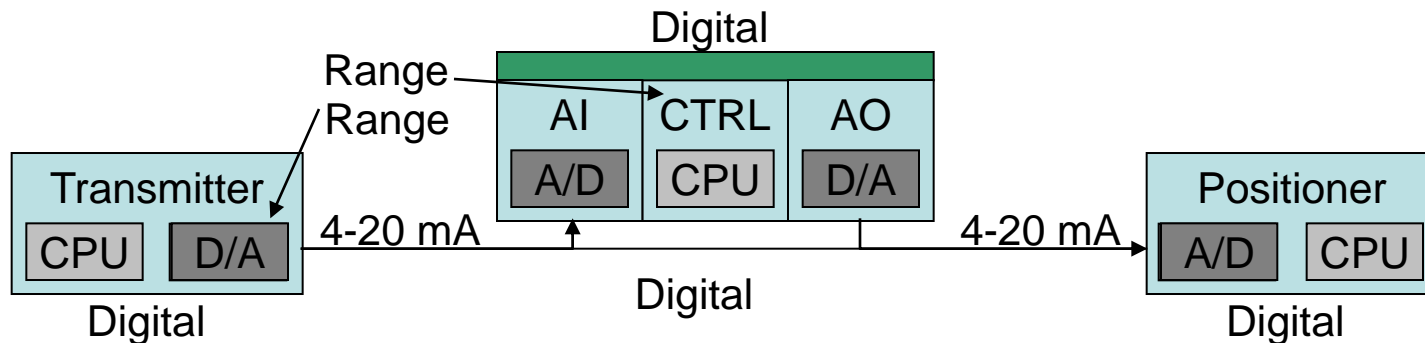 Digital
Range
Range
AI
CTRL
AO
A/D
CPU
D/A
Transmitter
CPU
D/A
Digital
4-20 mA
Digital
4-20 mA
Positioner
A/D
CPU
Digital